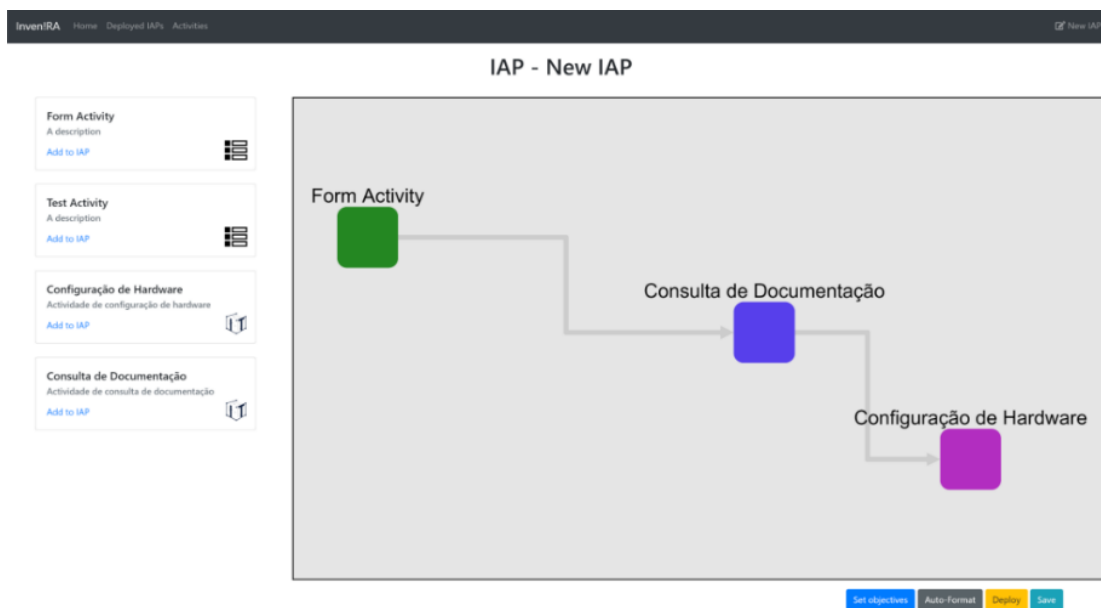 Inven!RA Home Deployed IAPs Activities New IAP
IAP - New IAP
Form Activity
A description
Add to IAP
Test Activity
A description
Add to IAP
Configuração de Hardware
Actividade de configuração de hardware
Add to IAP
Consulta de Documentação
Actividade de consulta de documentação
Add to IAP
Form Activity
Consulta de Documentação
Configuração de Hardware
Set objectives Auto-Format Deploy Save